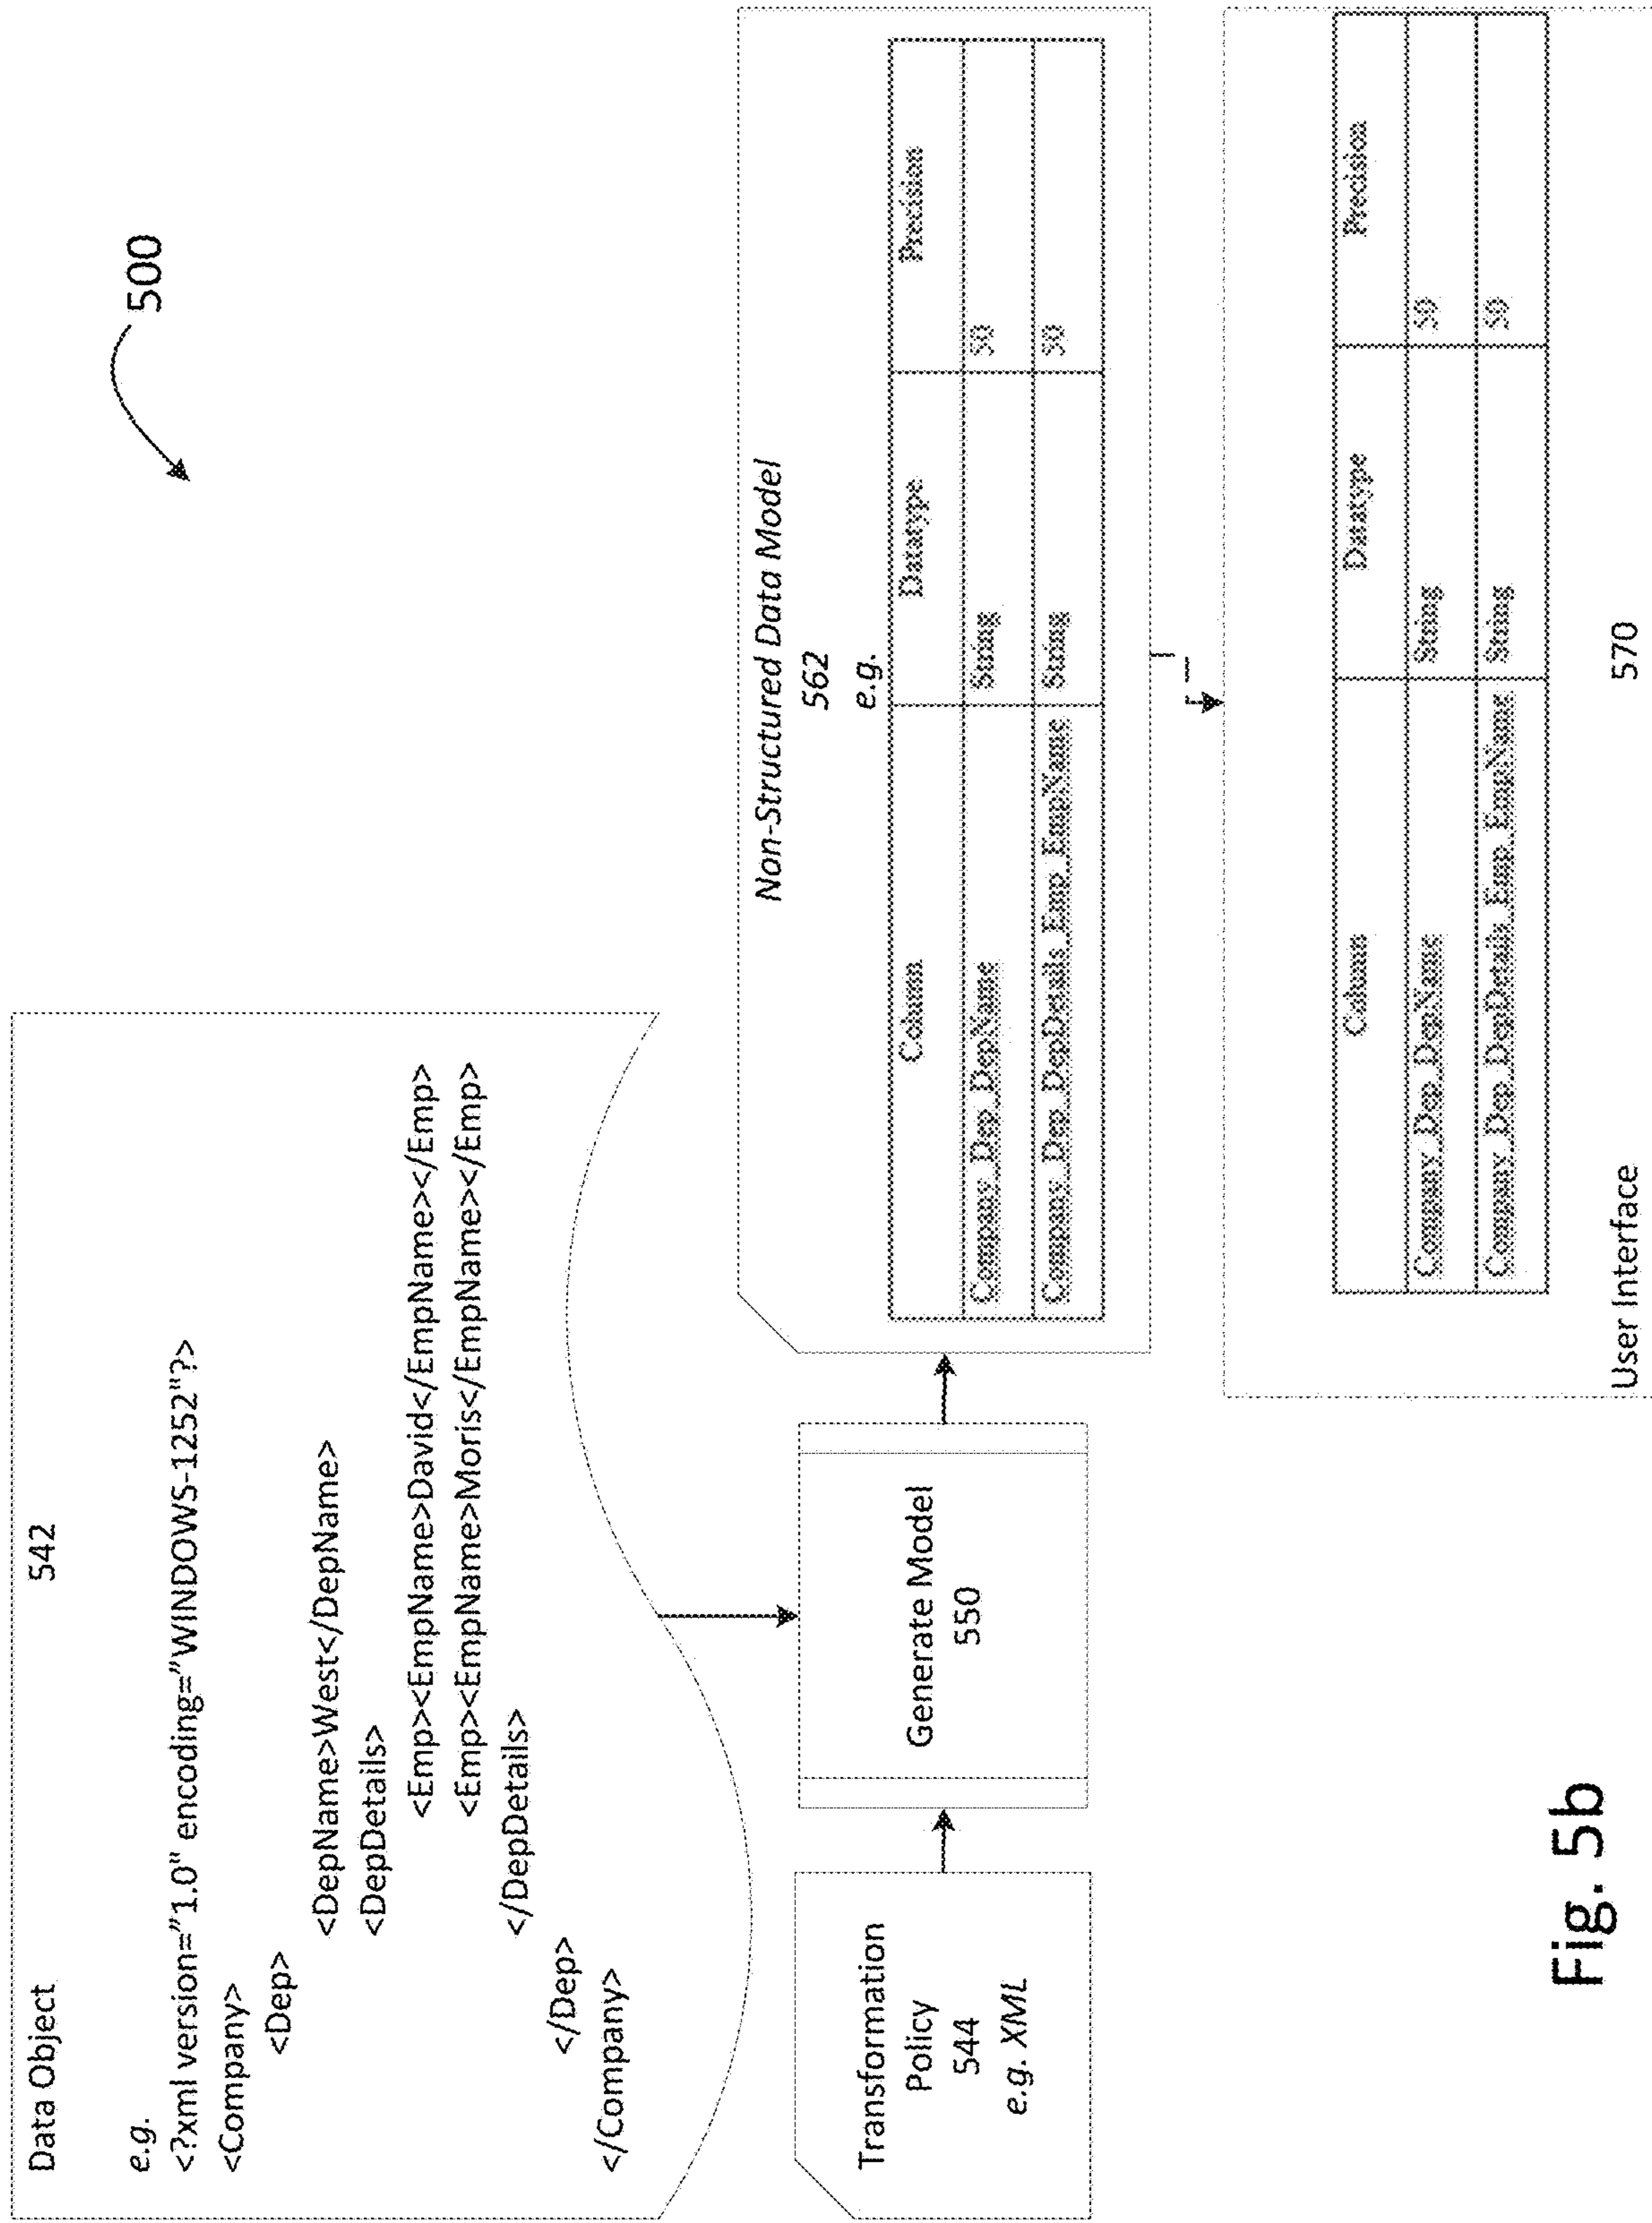 500
Data Object
542
e.g.
<?xml version="1.0" encoding="WINDOWS-1252"?>
<Company>
<Dep>
<DepName>West</DepName>
<DepDetails>
<Emp><EmpName>David</EmpName></Emp>
<Emp><EmpName>Moris</EmpName></Emp>
</DepDetails>
</Dep>
</Company>
Transformation
Policy
544
e.g. XML
Generate Model
550
Non-Structured Data Model
562
e.g.
Column Datatype Precision
Company_Dep_DepName String 50
Company_Dep_DepDetails_Emp_EmpName String 50
Column Datatype Precision
Company_Dep_DepName String 50
Company_Dep_DepDetails_Emp_EmpName String 50
User Interface 570
Fig. 5b